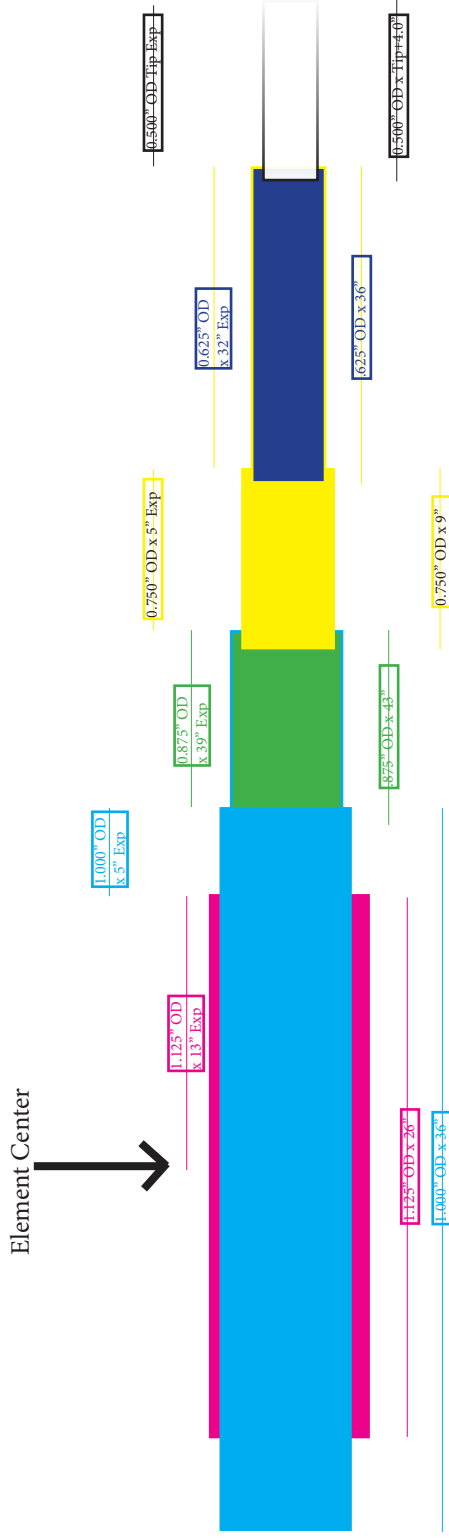 Element Center
1.000” OD
x 5” Exp
0.750” OD x 5” Exp
0.500” OD Tip Exp
1.125” OD
x 13” Exp
0.875” OD
x 39” Exp
0.625” OD
x 32” Exp
.625” OD x 36”
.875” OD x 43”
0.500” OD x Tip+4.0”
1.125” OD x 26”
1.000” OD x 36”
0.750” OD x 9”